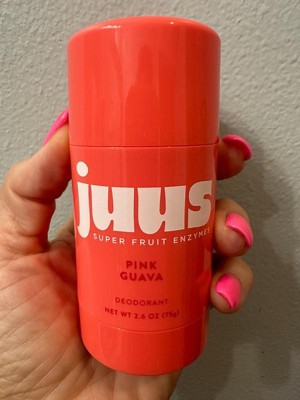 juus
SUPER FRUIT ENZYMES
PINK
GUAVA
DEODORANT
NET WT 2.6 OZ (75g)